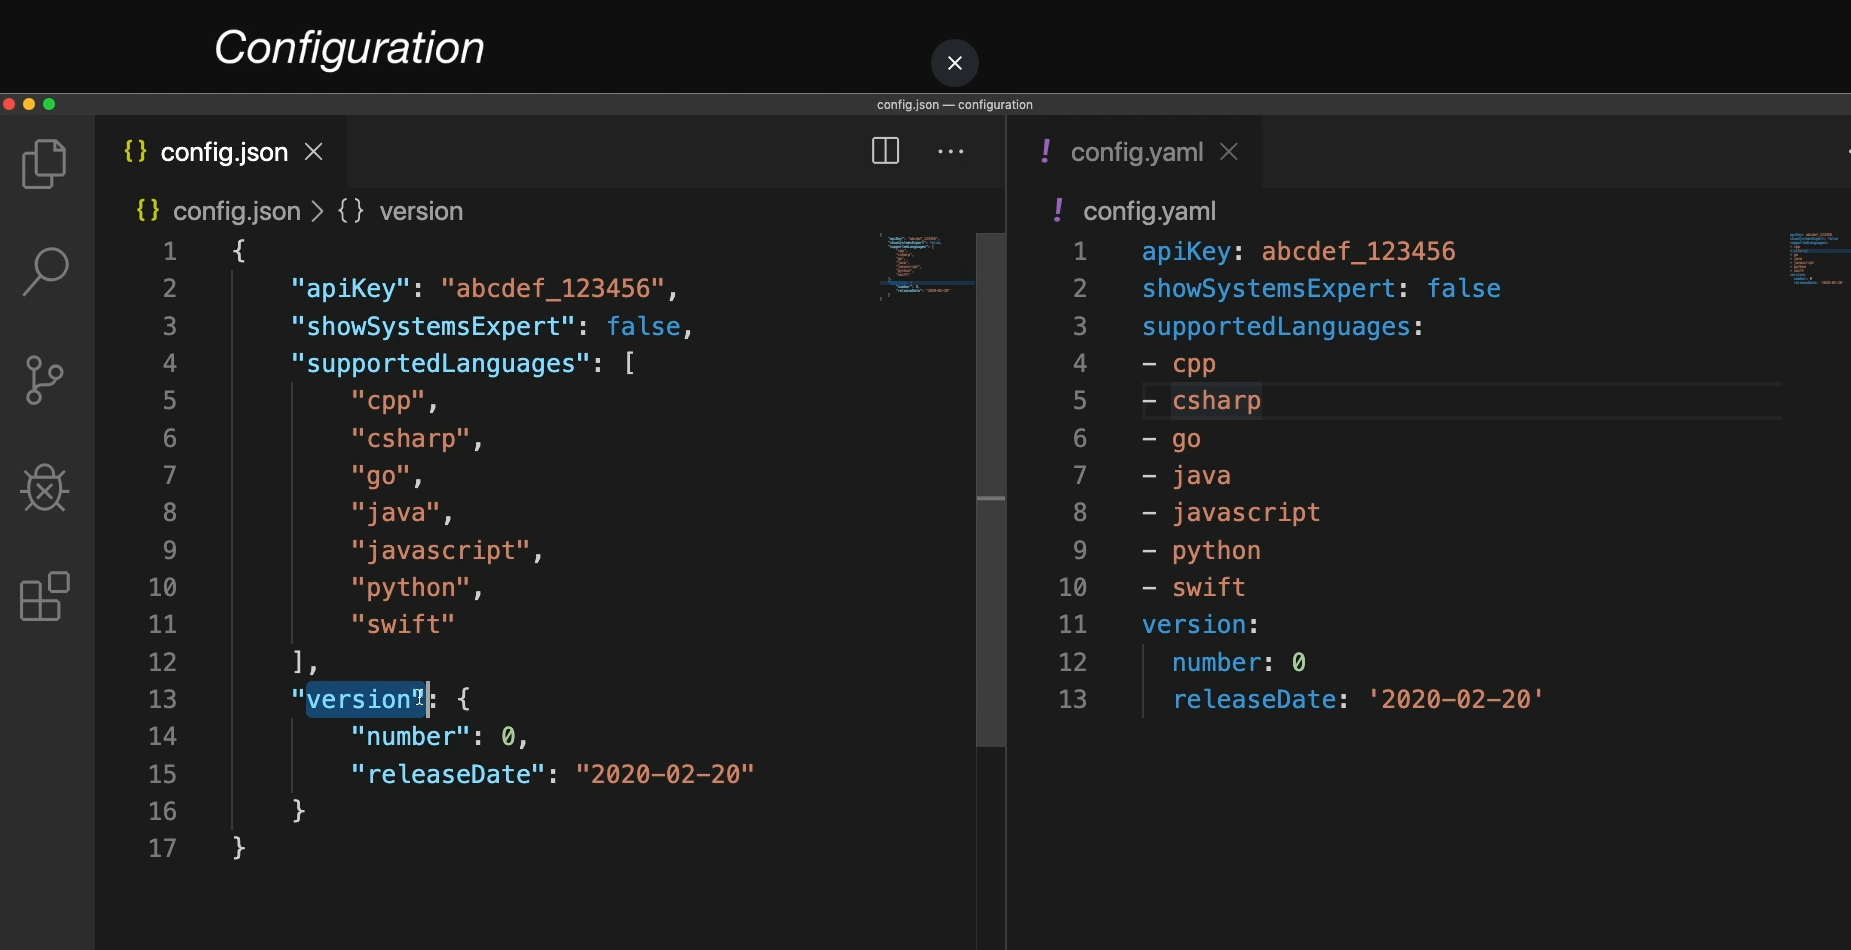 Configuration
config.json — configuration
{} config.json
{} config.json > {} version
1 {
2 "apiKey": "abcdef_123456",
3 "showSystemsExpert": false,
4 "supportedLanguages": [
5 "cpp",
6 "csharp",
7 "go",
8 "java",
9 "javascript",
10 "python",
11 "swift"
12 ],
13 "version": {
14 "number": 0,
15 "releaseDate": "2020-02-20"
16 }
17 }
! config.yaml
! config.yaml
1 apiKey: abcdef_123456
2 showSystemsExpert: false
3 supportedLanguages:
4 - cpp
5 - csharp
6 - go
7 - java
8 - javascript
9 - python
10 - swift
11 version:
12 number: 0
13 releaseDate: '2020-02-20'